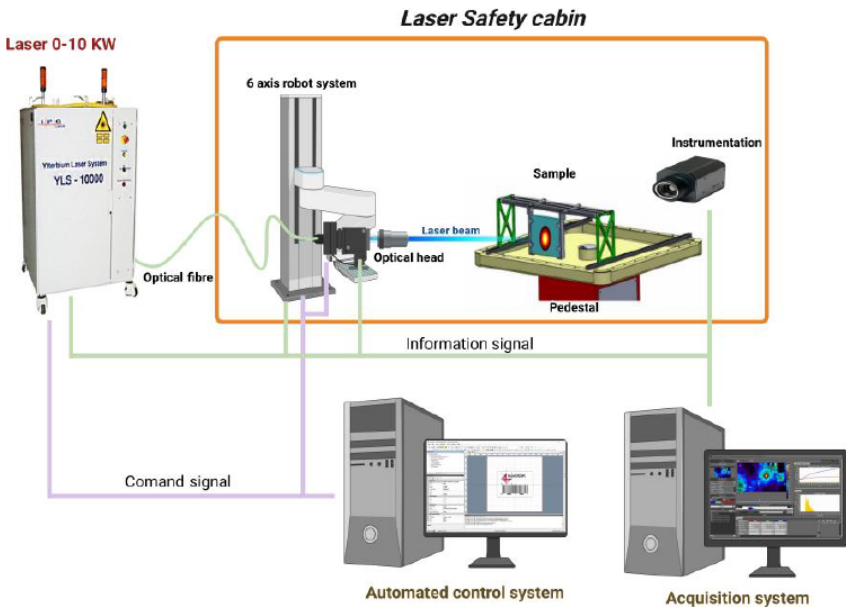 Laser Safety cabin
Laser 0-10 KW
6 axis robot system
Instrumentation
Sample
Ytterbium Laser System
YLS - 10000
Laser beam
Optical head
Optical fibre
Pedestal
Information signal
Comand signal
Automated control system
Acquisition system